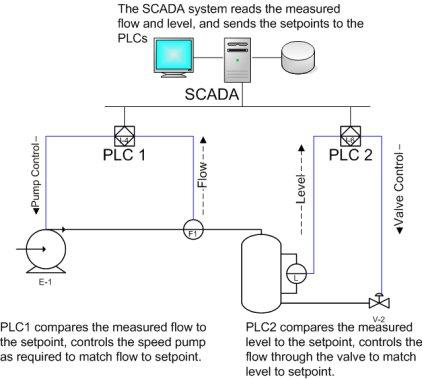 The SCADA system reads the measured
flow and level, and sends the setpoints to the
PLCs
SCADA
L-4
PLC 1
L-6
PLC 2
Pump Control
Flow
Level
Valve Control
F1
L
E-1
V-2
PLC1 compares the measured flow to
the setpoint, controls the speed pump
as required to match flow to setpoint.
PLC2 compares the measured
level to the setpoint, controls the
flow through the valve to match
level to setpoint.